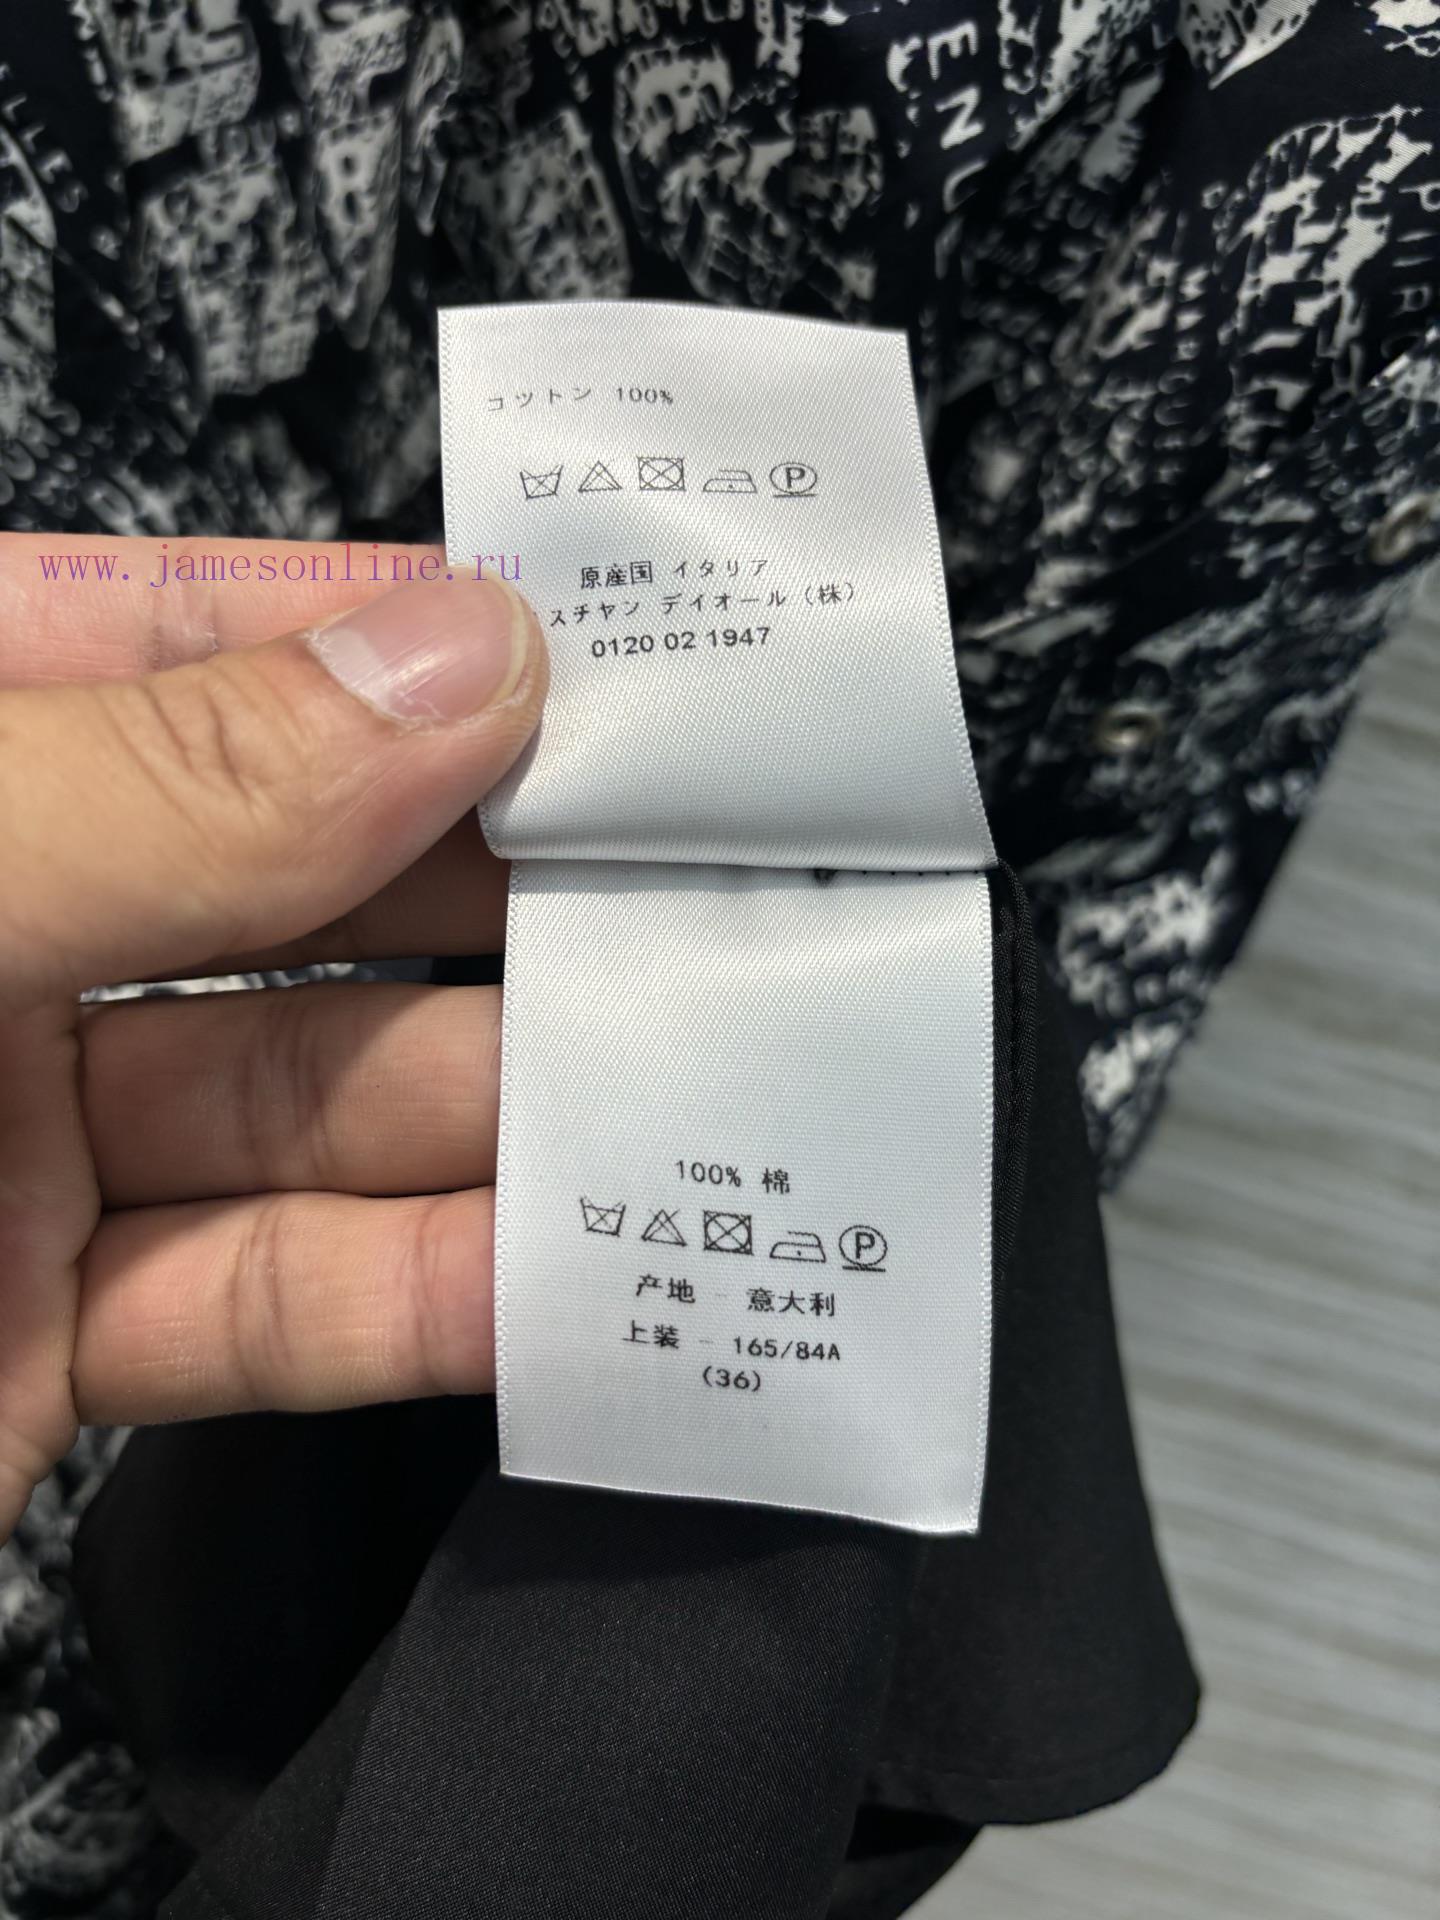 コットン 100%
P
www.jamesonline.ru
原産国 イタリア
スチャン デイオール (株)
0120 02 1947
100% 棉
P
产地 - 意大利
上装 - 165/84A
(36)
ENU
LLES